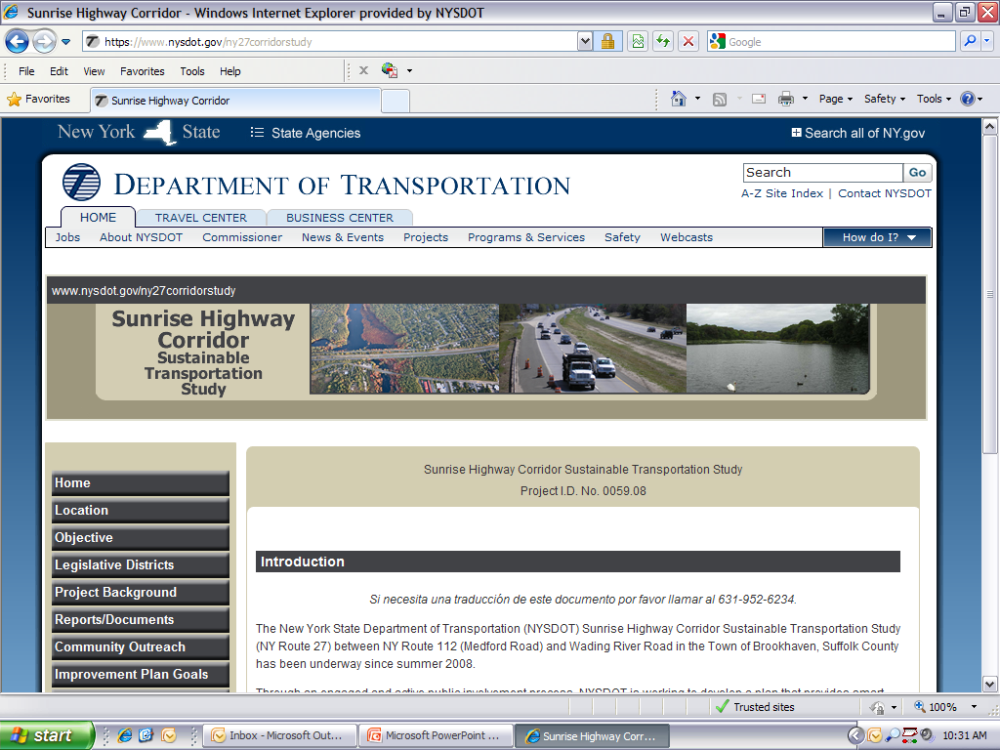 Sunrise Highway Corridor - Windows Internet Explorer provided by NYSDOT
https://www.nysdot.gov/ny27corridorstudy
Google
File Edit View Favorites Tools Help
Favorites
Sunrise Highway Corridor
Page Safety Tools
New York State
State Agencies
Search all of NY.gov
DEPARTMENT OF TRANSPORTATION
Search Go
A-Z Site Index | Contact NYSDOT
HOME TRAVEL CENTER BUSINESS CENTER
Jobs About NYSDOT Commissioner News & Events Projects Programs & Services Safety Webcasts How do I?
www.nysdot.gov/ny27corridorstudy
Sunrise Highway
Corridor
Sustainable
Transportation
Study
Home
Location
Objective
Legislative Districts
Project Background
Reports/Documents
Community Outreach
Improvement Plan Goals
Sunrise Highway Corridor Sustainable Transportation Study
Project I.D. No. 0059.08
Introduction
Si necesita una traducción de este documento por favor llamar al 631-952-6234.
The New York State Department of Transportation (NYSDOT) Sunrise Highway Corridor Sustainable Transportation Study
(NY Route 27) between NY Route 112 (Medford Road) and Wading River Road in the Town of Brookhaven, Suffolk County
has been underway since summer 2008.
Through an engaged and active public involvement process, NYSDOT is working to develop a plan that provides smart
Trusted sites
100%
start
Inbox - Microsoft Out...
Microsoft PowerPoint ...
Sunrise Highway Corr...
10:31 AM